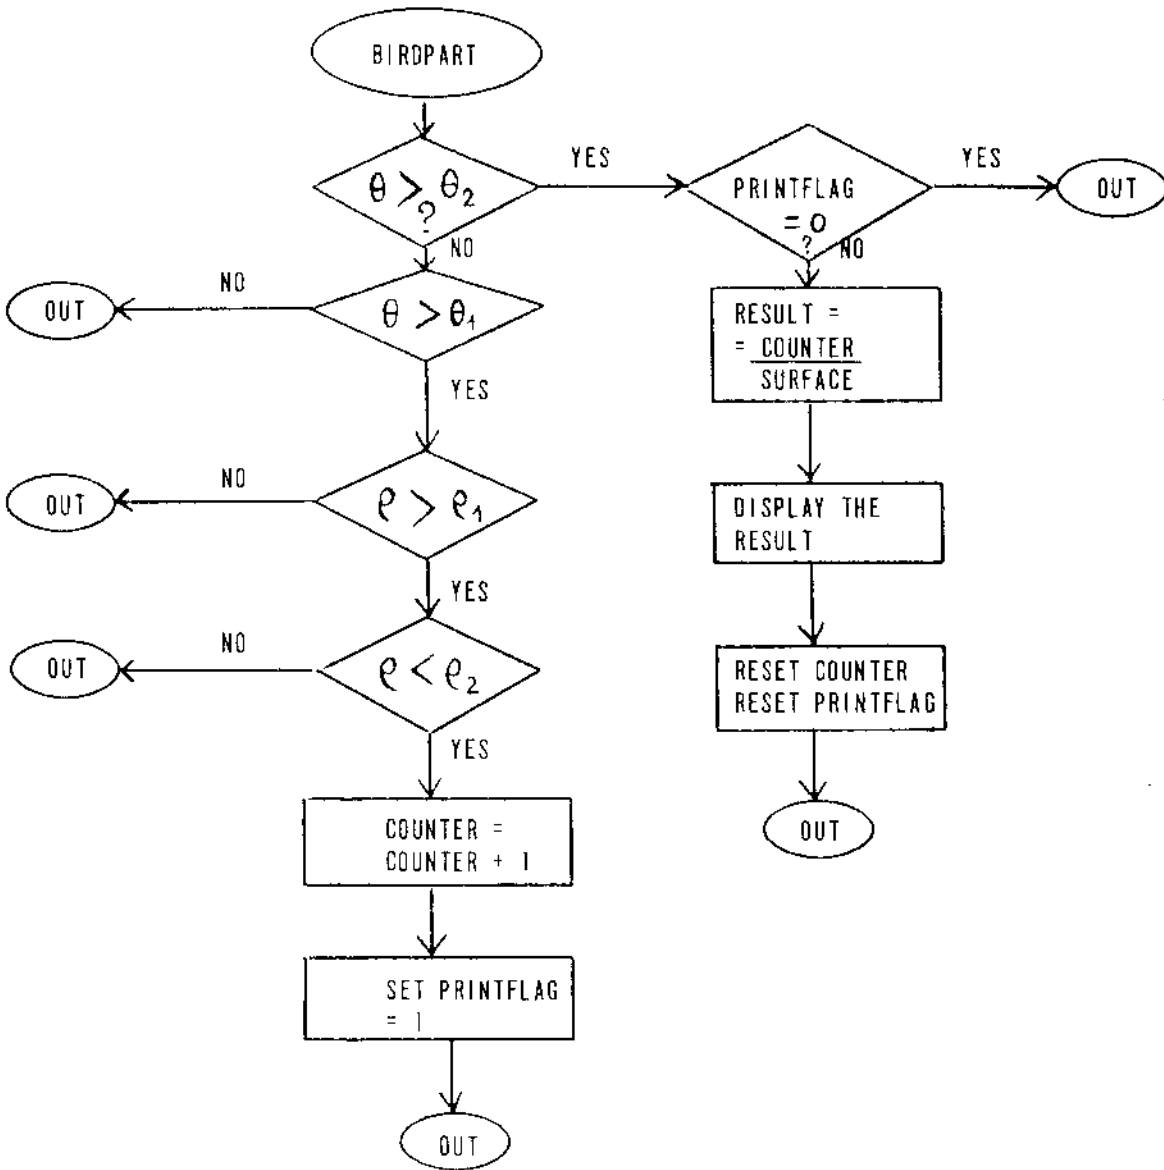 BIRDPART
θ > θ2
?
YES
PRINTFLAG
= 0
?
YES
OUT
NO
NO
RESULT =
= COUNTER
SURFACE
DISPLAY THE
RESULT
RESET COUNTER
RESET PRINTFLAG
OUT
θ > θ1
NO
OUT
YES
ρ > ρ1
NO
OUT
YES
ρ < ρ2
NO
OUT
YES
COUNTER =
COUNTER + 1
SET PRINTFLAG
= 1
OUT